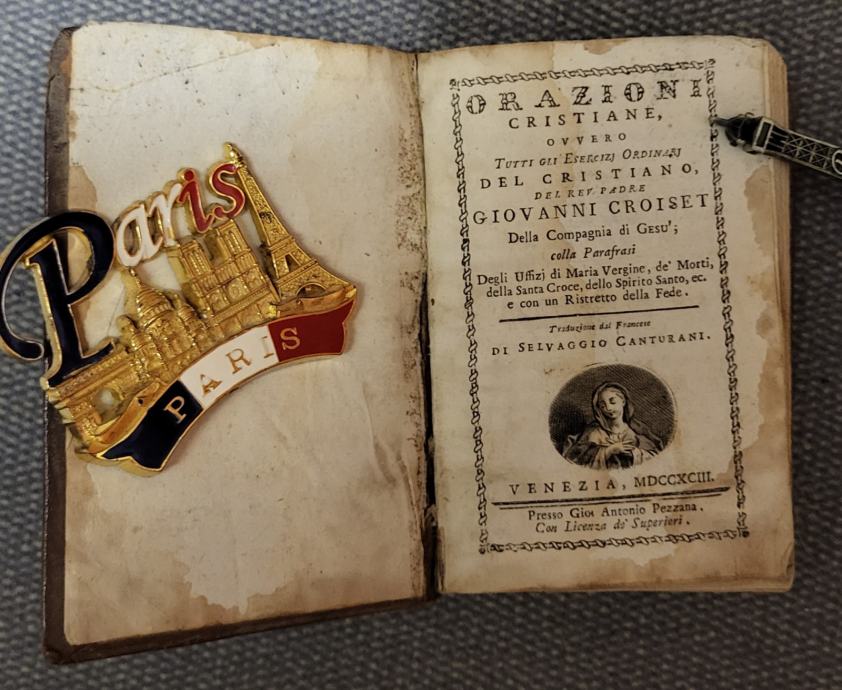 Paris
PARIS
ORAZIONI
CRISTIANE,
OVVERO
TUTTI GLI ESERCIZJ ORDINARJ
DEL CRISTIANO,
DEL REV. PADRE
GIOVANNI CROISET
Della Compagnia di GESU';
colla Parafrasi
Degli Uffizj di Maria Vergine, de' Morti,
della Santa Croce, dello Spirito Santo, ec.
e con un Ristretto della Fede.
Traduzione dal Francese
DI SELVAGGIO CANTURANI.
VENEZIA, MDCCXCIII.
Presso Gio: Antonio Pezzana.
Con Licenza de' Superiori.